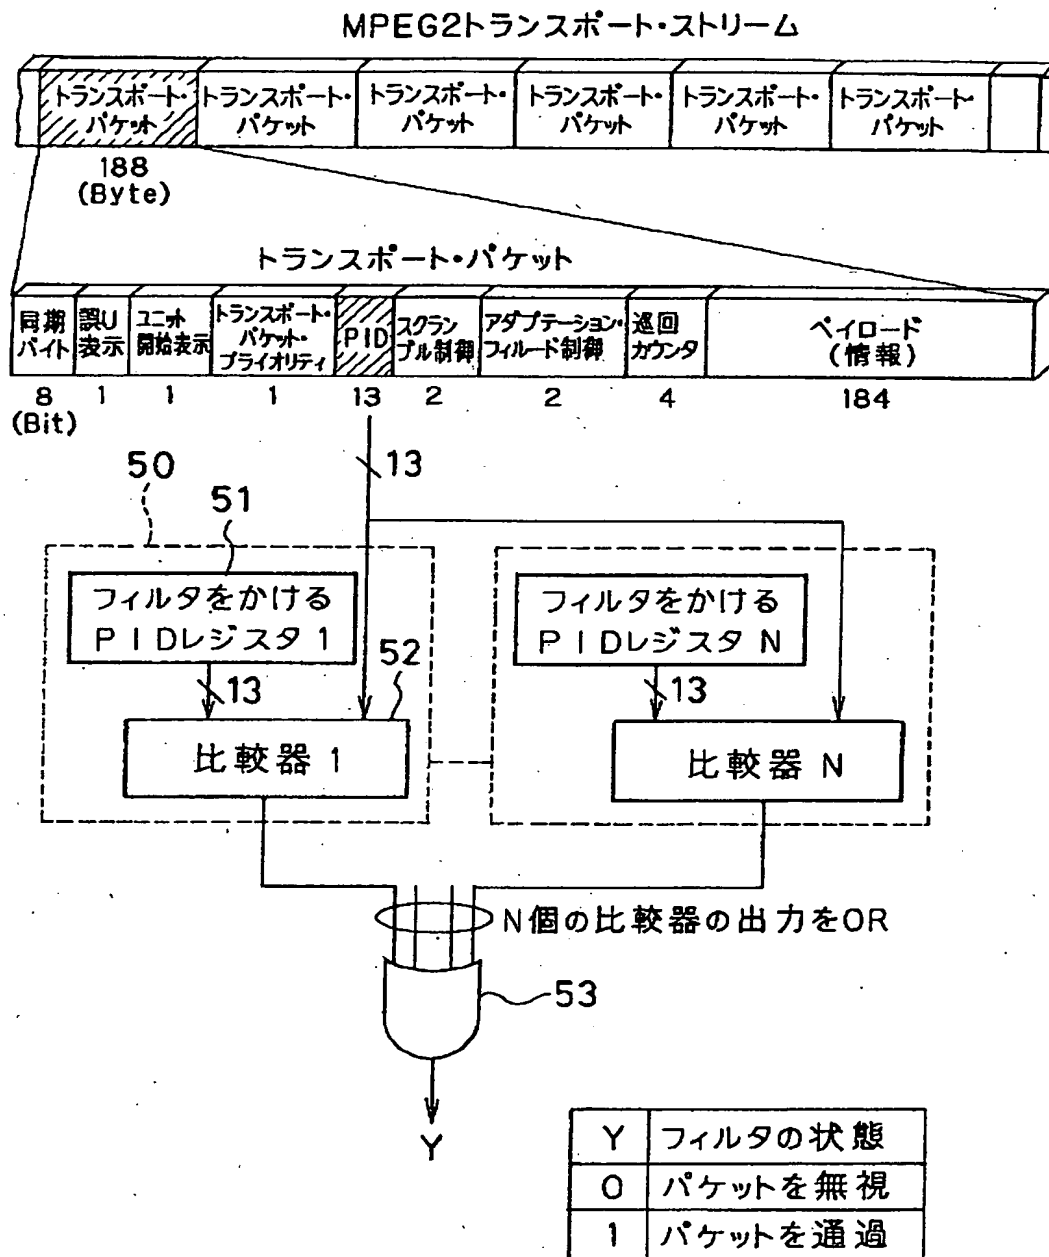 MPEG2トランスポート・ストリーム
トランスポート・
パケット
トランスポート・
パケット
トランスポート・
パケット
トランスポート・
パケット
トランスポート・
パケット
トランスポート・
パケット
188
(Byte)
トランスポート・パケット
同期
バイト
誤り
表示
ユニット
開始表示
トランスポート・
パケット・
プライオリティ
PID
スクラン
ブル制御
アダプテーション・
フィルード制御
巡回
カウンタ
ペイロード
(情報)
8
1
1
1
13
2
2
4
184
(Bit)
13
50
51
フィルタをかける
PIDレジスタ1
フィルタをかける
PIDレジスタN
52
13
13
比較器 1
比較器 N
N個の比較器の出力をOR
53
Y
Y フィルタの状態
0 パケットを無視
1 パケットを通過